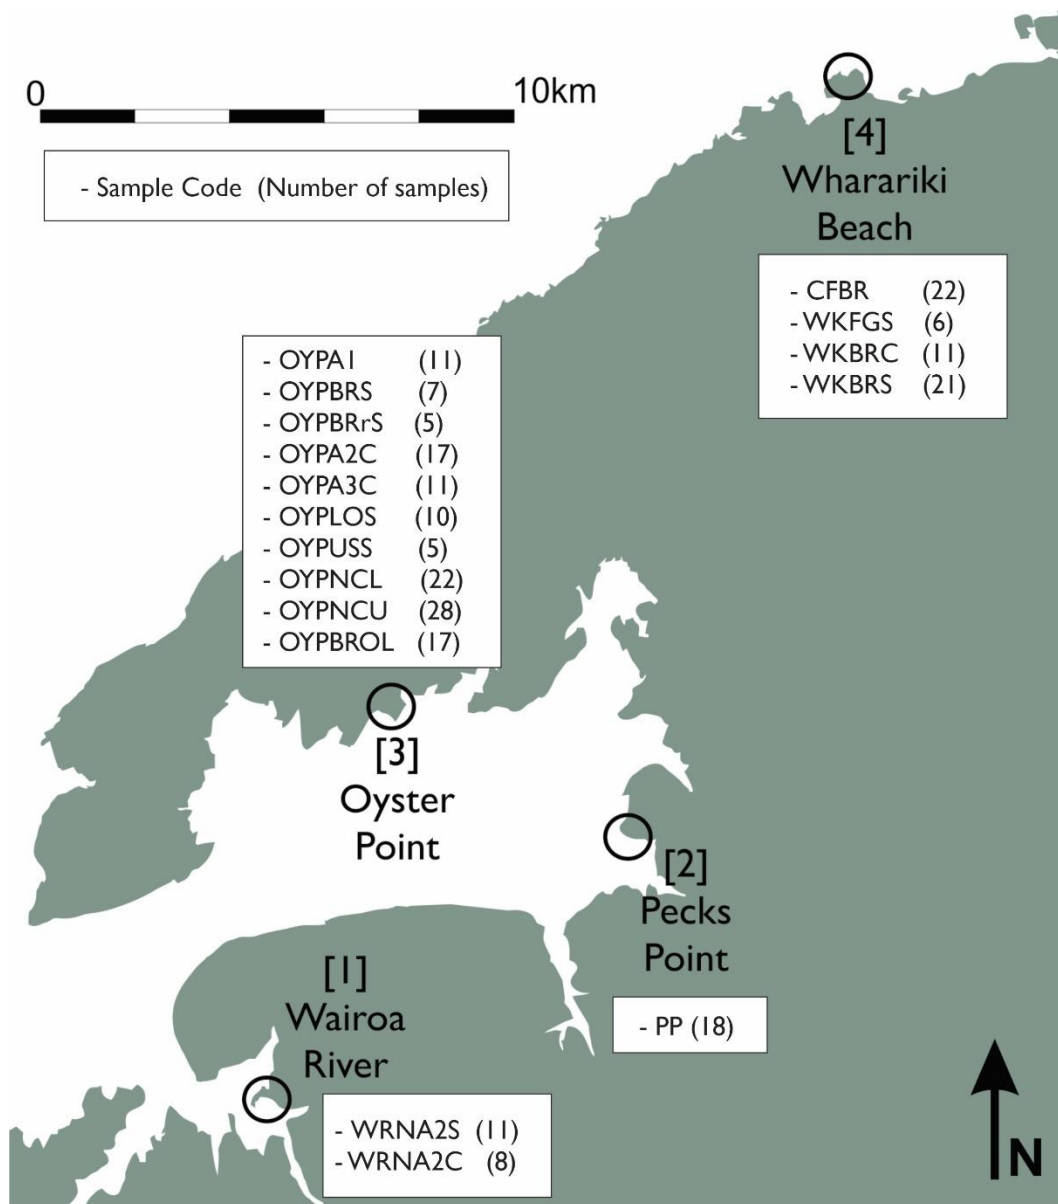 0 10km
- Sample Code (Number of samples)
[4]
Wharariki
Beach
- CFBR (22)
- WKFGS (6)
- WKBRC (11)
- WKBRS (21)
- OYPA1 (11)
- OYPBRS (7)
- OYPBRrS (5)
- OYPA2C (17)
- OYPA3C (11)
- OYPLOS (10)
- OYPUSS (5)
- OYPNCL (22)
- OYPNCU (28)
- OYPBROL (17)
[3]
Oyster
Point
[2]
Pecks
Point
- PP (18)
[1]
Wairoa
River
- WRNA2S (11)
- WRNA2C (8)
N